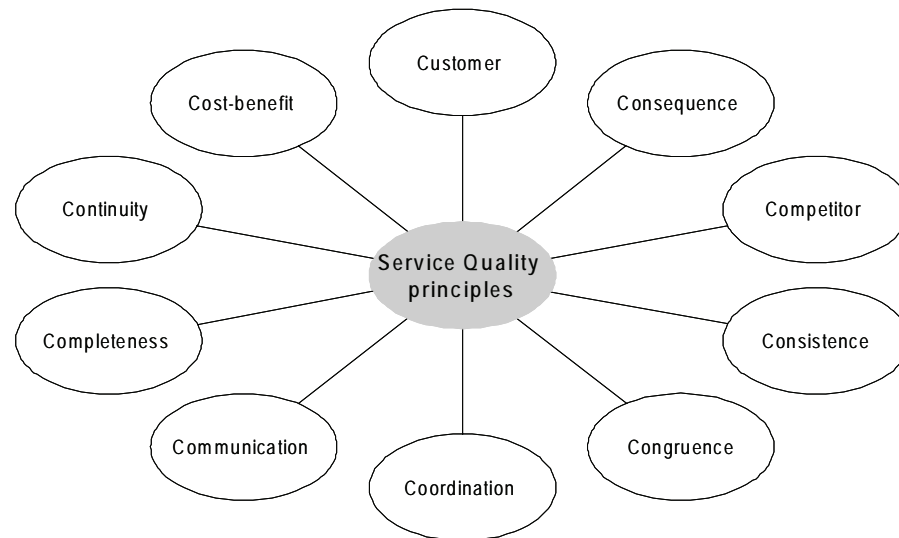 Customer
Cost-benefit
Consequence
Continuity
Competitor
Service Quality
principles
Completeness
Consistence
Communication
Congruence
Coordination